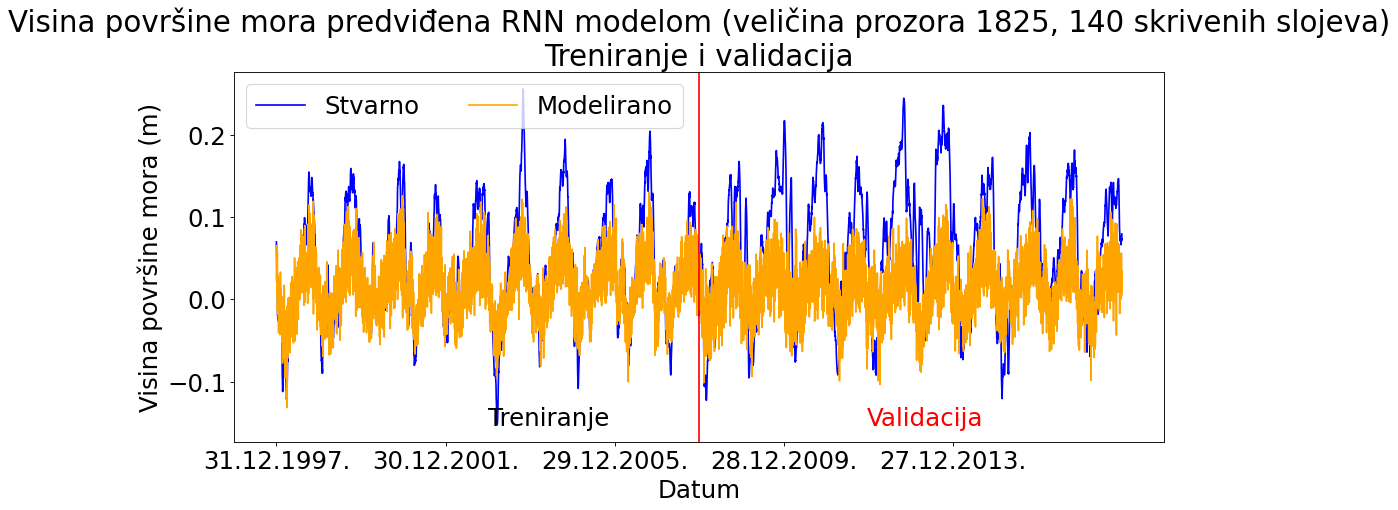 Visina površine mora predviđena RNN modelom (veličina prozora 1825, 140 skrivenih slojeva)
Treniranje i validacija
Stvarno Modelirano
Visina površine mora (m)
0.2
0.1
0.0
−0.1
Treniranje Validacija
31.12.1997. 30.12.2001. 29.12.2005. 28.12.2009. 27.12.2013.
Datum